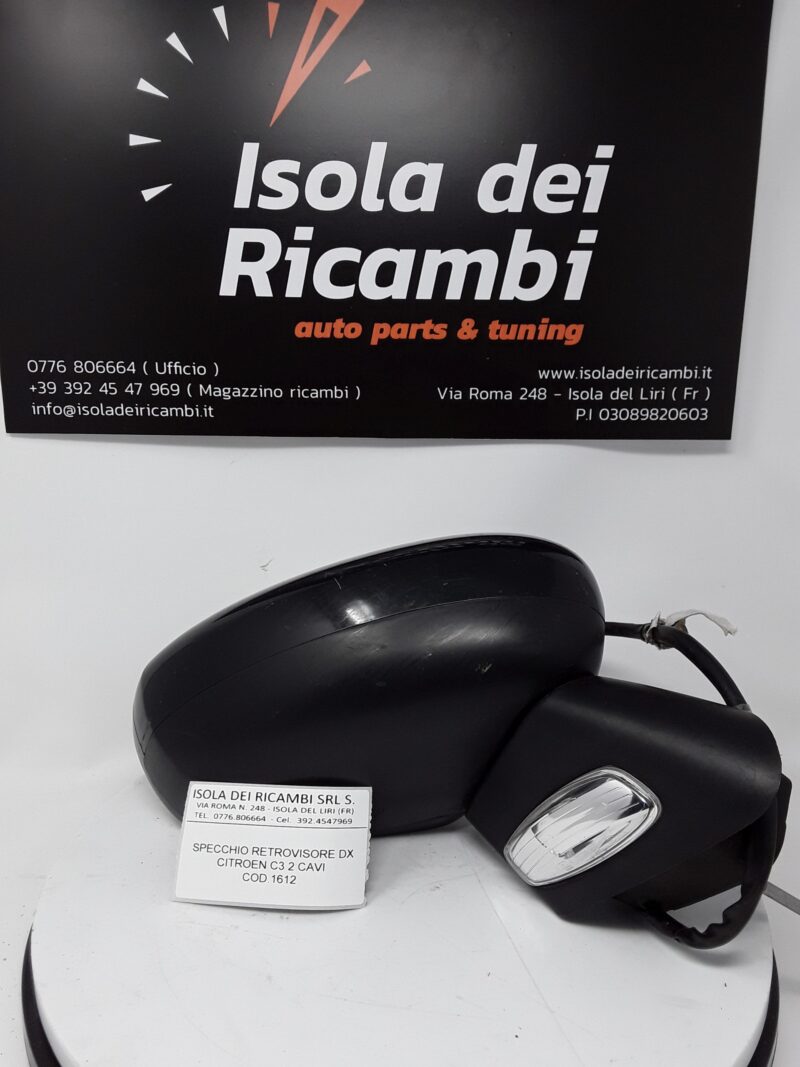 Isola dei
Ricambi
auto parts & tuning
0776 806664 ( Ufficio )
+39 392 45 47 969 ( Magazzino ricambi )
info@isoladeiricambi.it
www.isoladeiricambi.it
Via Roma 248 - Isola del Liri ( Fr )
P.I 03089820603
ISOLA DEI RICAMBI SRL S.
VIA ROMA N. 248 - ISOLA DEL LIRI (FR)
TEL. 0776.806664 - Cel. 392.4547969
SPECCHIO RETROVISORE DX
CITROEN C3 2 CAVI
COD.1612